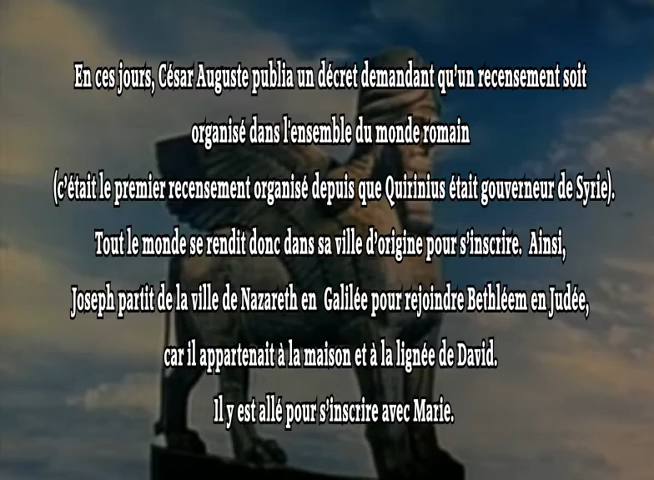 En ces jours, César Auguste publia un décret demandant qu'un recensement soit
organisé dans l'ensemble du monde romain
(c'était le premier recensement organisé depuis que Quirinius était gouverneur de Syrie).
Tout le monde se rendit donc dans sa ville d'origine pour s'inscrire. Ainsi,
Joseph partit de la ville de Nazareth en Galilée pour rejoindre Bethléem en Judée,
car il appartenait à la maison et à la lignée de David.
Il y est allé pour s'inscrire avec Marie.